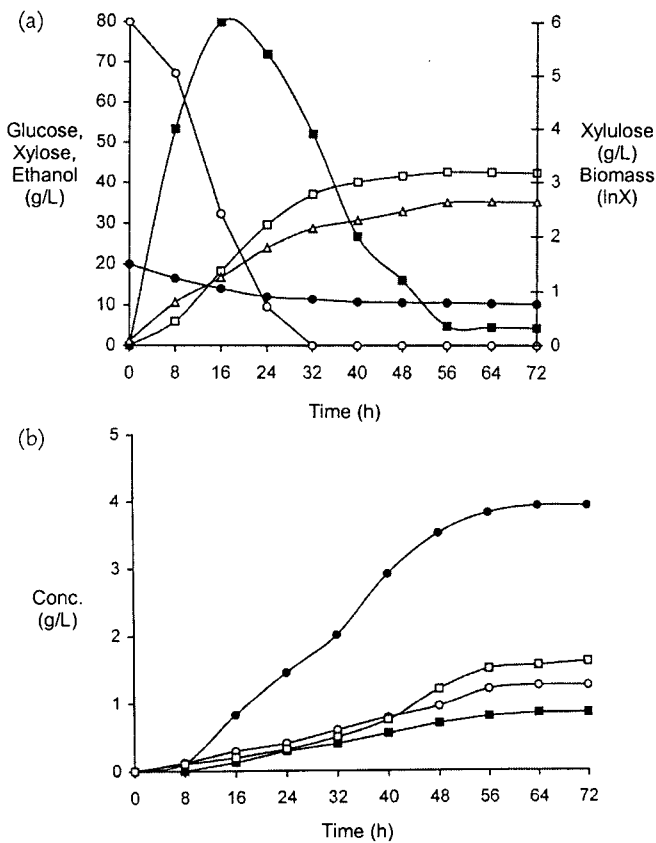 (a)
80
70
60
50
40
30
20
10
0
Glucose,
Xylose,
Ethanol
(g/L)
6
5
4
3
2
1
0
Xylulose
(g/L)
Biomass
(lnX)
0 8 16 24 32 40 48 56 64 72
Time (h)
(b)
5
4
3
2
1
0
Conc.
(g/L)
0 8 16 24 32 40 48 56 64 72
Time (h)